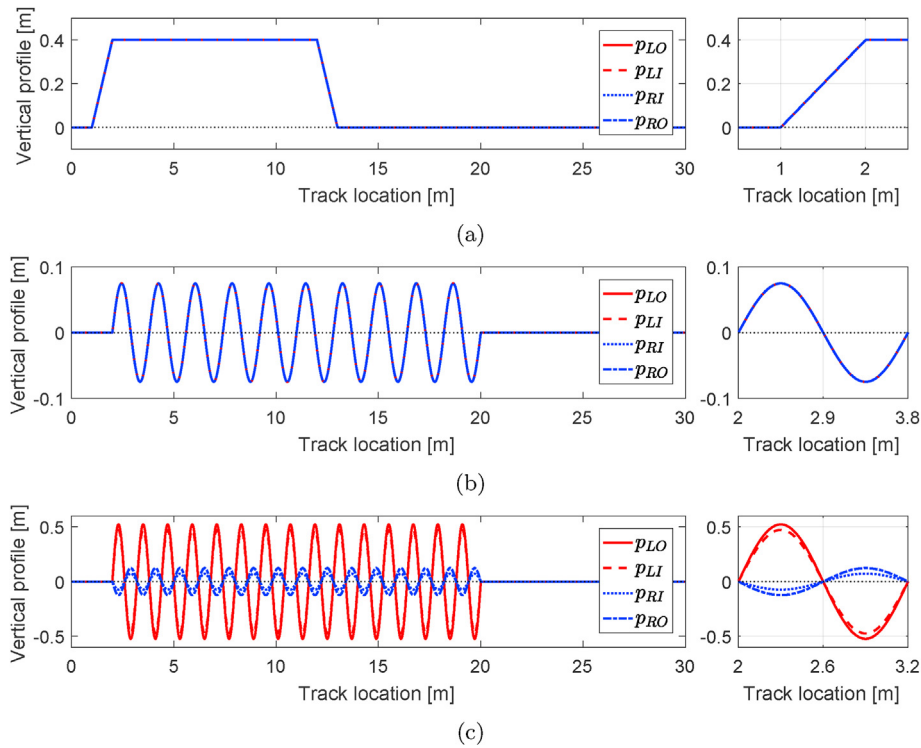 Vertical profile [m]
0.4
0.2
0
0 5 10 15 20 25 30
Track location [m]
p_LO
p_LI
p_RI
p_RO
0.4
0.2
0
1 2
Track location [m]
(a)
Vertical profile [m]
0.1
0
-0.1
0 5 10 15 20 25 30
Track location [m]
p_LO
p_LI
p_RI
p_RO
0.1
0
-0.1
2 2.9 3.8
Track location [m]
(b)
Vertical profile [m]
0.5
0
-0.5
0 5 10 15 20 25 30
Track location [m]
p_LO
p_LI
p_RI
p_RO
0.5
0
-0.5
2 2.6 3.2
Track location [m]
(c)